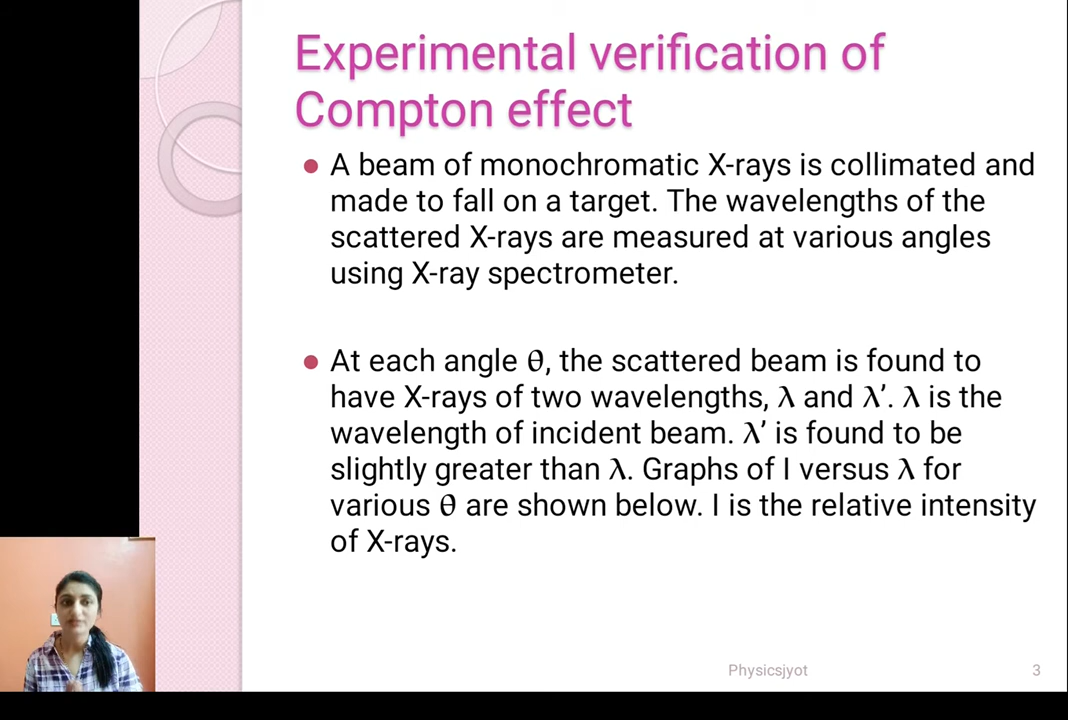 Experimental verification of
Compton effect
A beam of monochromatic X-rays is collimated and
made to fall on a target. The wavelengths of the
scattered X-rays are measured at various angles
using X-ray spectrometer.
At each angle θ, the scattered beam is found to
have X-rays of two wavelengths, λ and λ’. λ is the
wavelength of incident beam. λ’ is found to be
slightly greater than λ. Graphs of I versus λ for
various θ are shown below. I is the relative intensity
of X-rays.
Physicsjyot
3